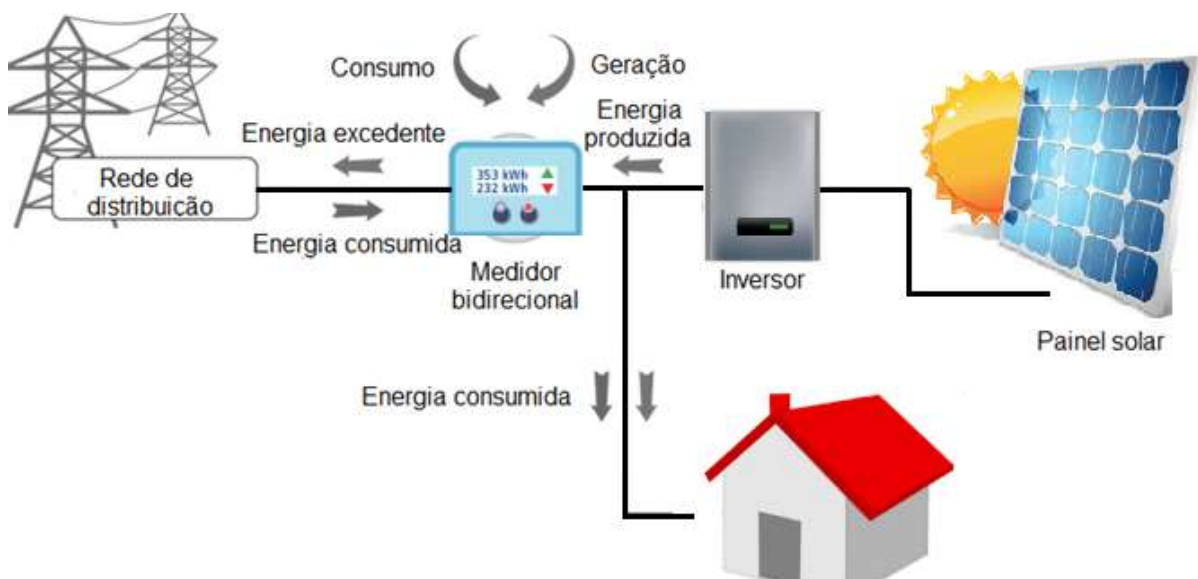 Consumo
Geração
Energia excedente
Energia
produzida
353 kWh
232 kWh
Rede de
distribuição
Energia consumida
Medidor
bidirecional
Inversor
Painel solar
Energia consumida